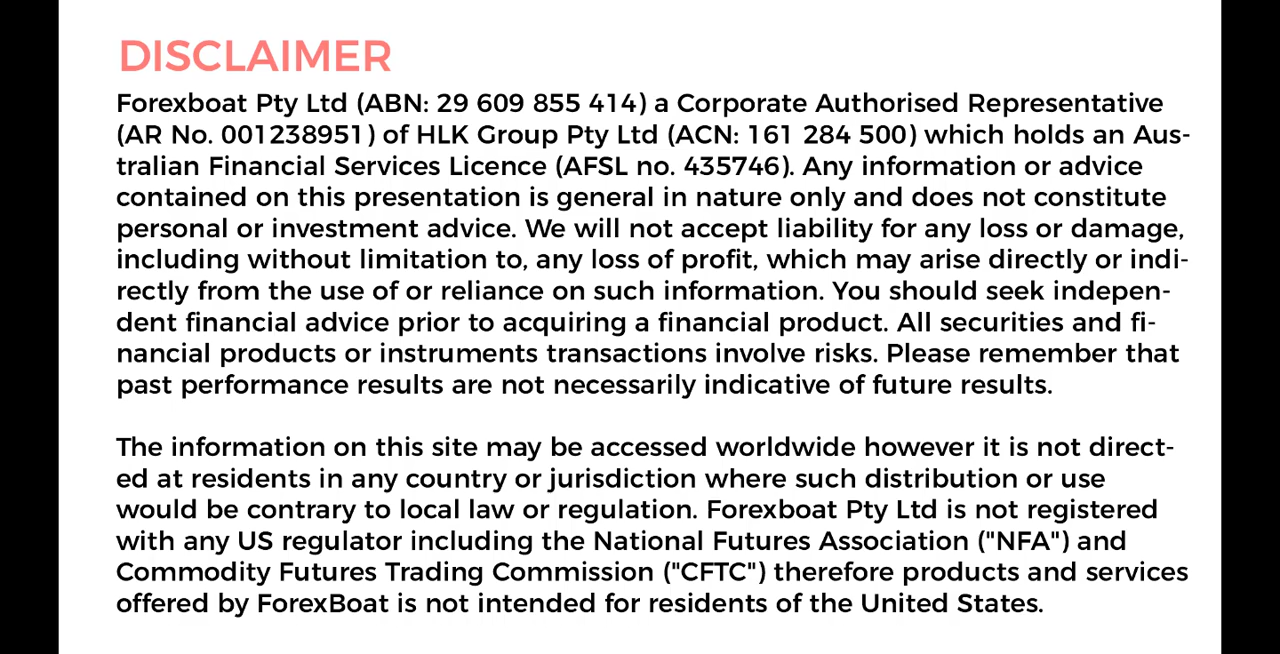 DISCLAIMER
Forexboat Pty Ltd (ABN: 29 609 855 414) a Corporate Authorised Representative
(AR No. 001238951) of HLK Group Pty Ltd (ACN: 161 284 500) which holds an Aus-
tralian Financial Services Licence (AFSL no. 435746). Any information or advice
contained on this presentation is general in nature only and does not constitute
personal or investment advice. We will not accept liability for any loss or damage,
including without limitation to, any loss of profit, which may arise directly or indi-
rectly from the use of or reliance on such information. You should seek indepen-
dent financial advice prior to acquiring a financial product. All securities and fi-
nancial products or instruments transactions involve risks. Please remember that
past performance results are not necessarily indicative of future results.
The information on this site may be accessed worldwide however it is not direct-
ed at residents in any country or jurisdiction where such distribution or use
would be contrary to local law or regulation. Forexboat Pty Ltd is not registered
with any US regulator including the National Futures Association ("NFA") and
Commodity Futures Trading Commission ("CFTC") therefore products and services
offered by ForexBoat is not intended for residents of the United States.